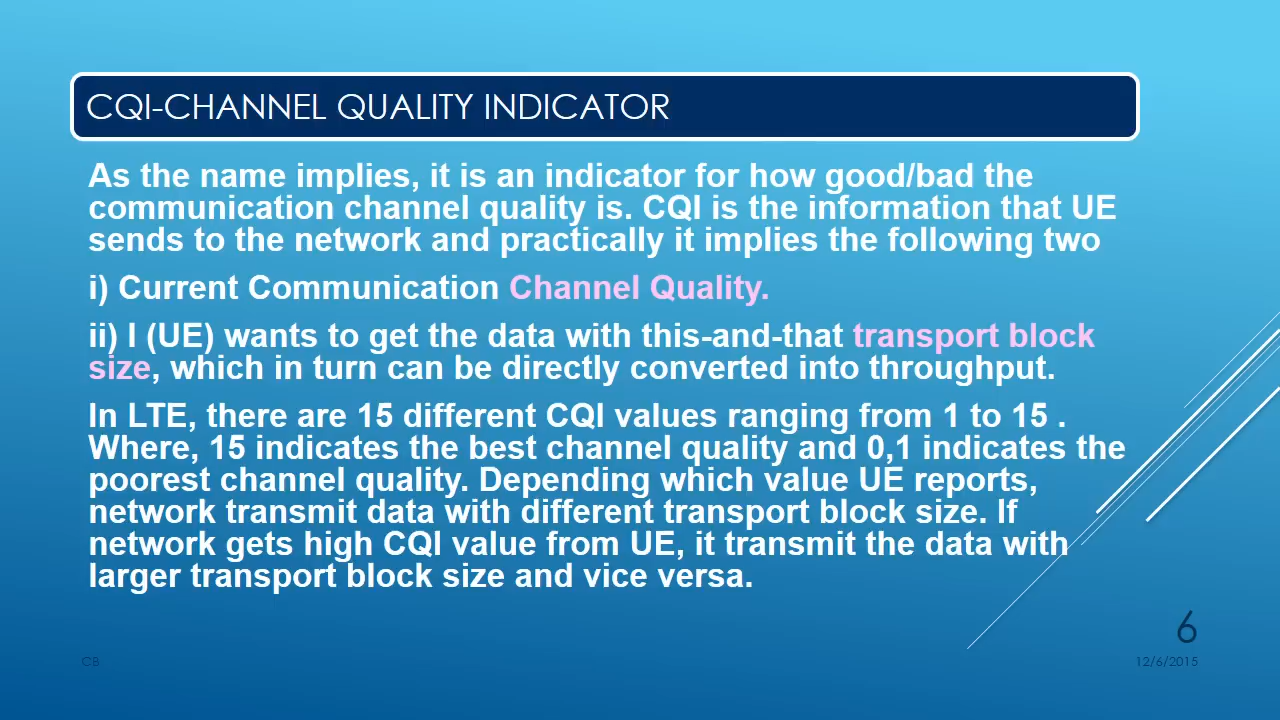 CQI-CHANNEL QUALITY INDICATOR
As the name implies, it is an indicator for how good/bad the
communication channel quality is. CQI is the information that UE
sends to the network and practically it implies the following two
i) Current Communication Channel Quality.
ii) I (UE) wants to get the data with this-and-that transport block
size, which in turn can be directly converted into throughput.
In LTE, there are 15 different CQI values ranging from 1 to 15 .
Where, 15 indicates the best channel quality and 0,1 indicates the
poorest channel quality. Depending which value UE reports,
network transmit data with different transport block size. If
network gets high CQI value from UE, it transmit the data with
larger transport block size and vice versa.
6
CB
12/6/2015